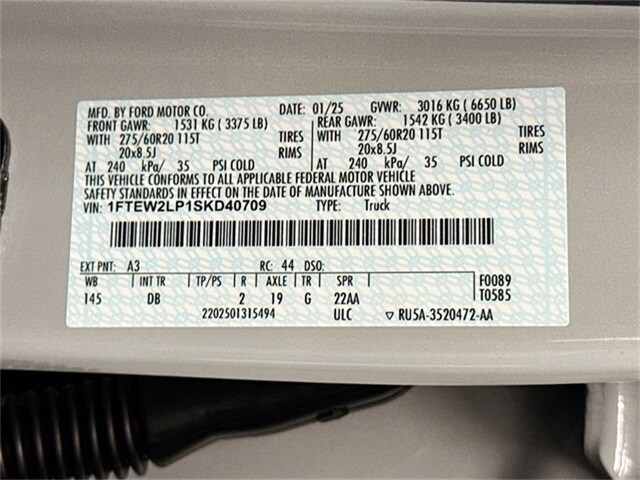 MFD. BY FORD MOTOR CO. DATE: 01/25 GVWR: 3016 KG ( 6650 LB)
FRONT GAWR: 1531 KG ( 3375 LB) REAR GAWR: 1542 KG ( 3400 LB)
WITH 275/60R20 115T TIRES WITH 275/60R20 115T TIRES
20x8.5J RIMS 20x8.5J RIMS
AT 240 kPa/ 35 PSI COLD AT 240 kPa/ 35 PSI COLD
THIS VEHICLE CONFORMS TO ALL APPLICABLE FEDERAL MOTOR VEHICLE
SAFETY STANDARDS IN EFFECT ON THE DATE OF MANUFACTURE SHOWN ABOVE.
VIN: 1FTEW2LP1SKD40709 TYPE: Truck
EXT PNT: A3 RC: 44 DSO:
WB INT TR TP/PS R AXLE TR SPR F0089
145 DB 2 19 G 22AA T0585
2202501315494 ULC ▽ RU5A-3520472-AA